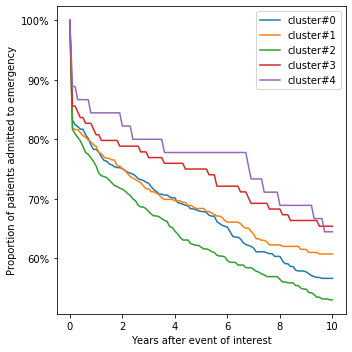 100%
90%
80%
70%
60%
Proportion of patients admitted to emergency
cluster#0
cluster#1
cluster#2
cluster#3
cluster#4
0 2 4 6 8 10
Years after event of interest